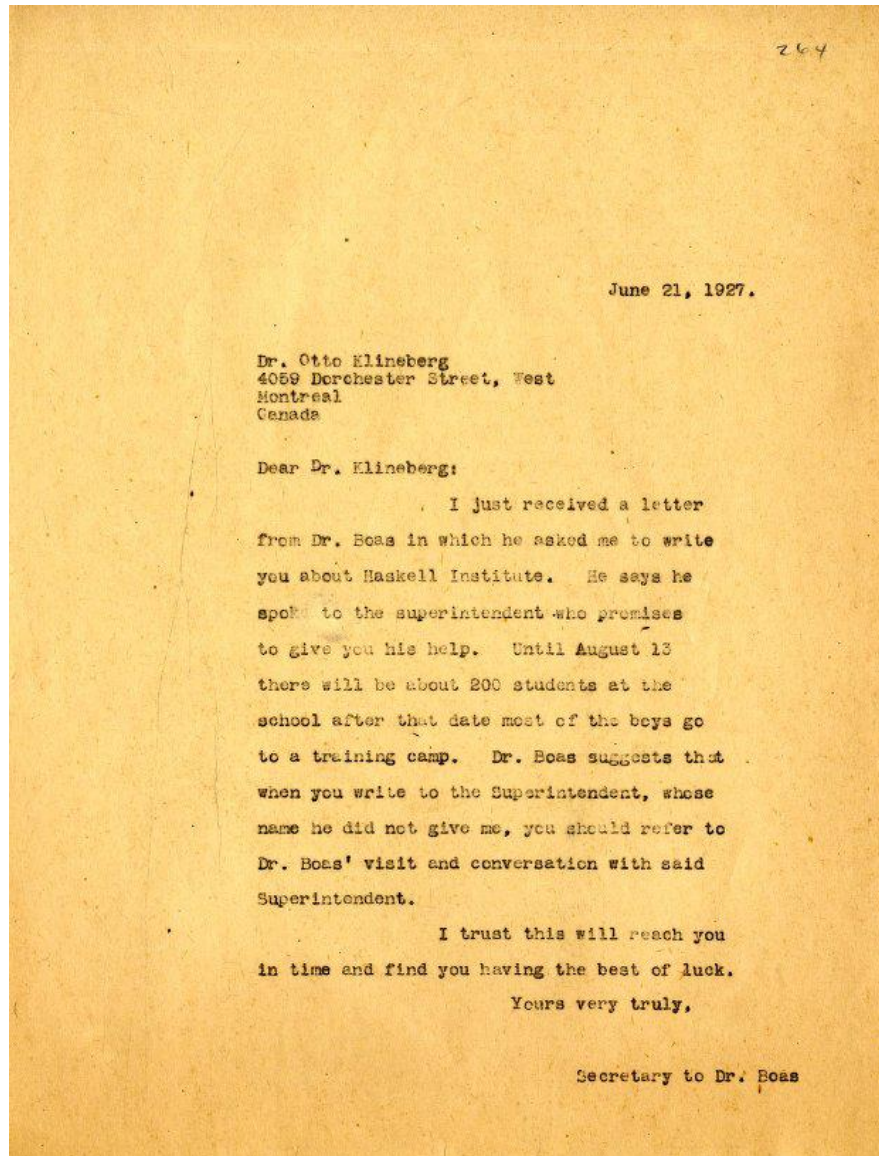 264
June 21, 1927.
Dr. Otto Klineberg
4059 Dorchester Street, West
Montreal
Canada
Dear Dr. Klineberg:
I just received a letter
from Dr. Boas in which he asked me to write
you about Haskell Institute. He says he
spoke to the superintendent who promises
to give you his help. Until August 13
there will be about 200 students at the
school after that date most of the boys go
to a training camp. Dr. Boas suggests that
when you write to the Superintendent, whose
name he did not give me, you should refer to
Dr. Boas' visit and conversation with said
Superintendent.
I trust this will reach you
in time and find you having the best of luck.
Yours very truly,
Secretary to Dr. Boas